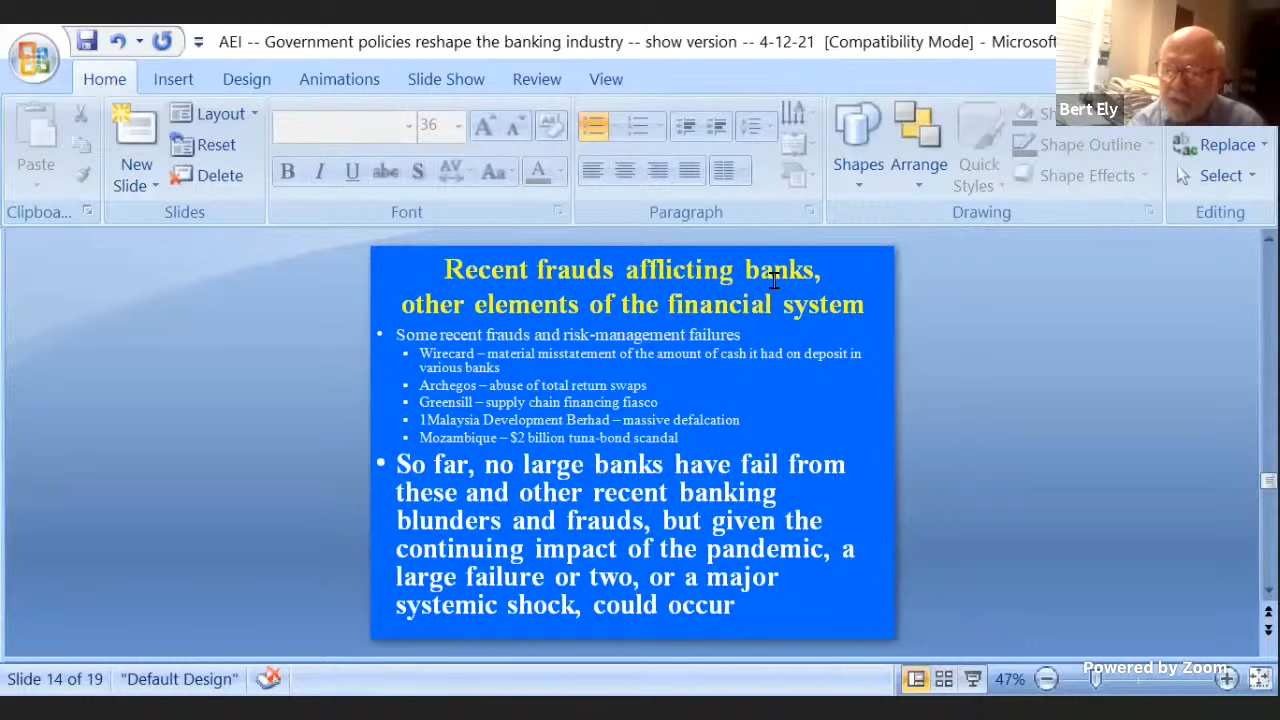 AEI -- Government policies reshape the banking industry -- show version -- 4-12-21 [Compatibility Mode] - Microsoft
Bert Ely
Home Insert Design Animations Slide Show Review View
Paste
New
Slide
Layout
Reset
Delete
36
B I U abc S AV Aa A
Shapes
Arrange
Quick
Styles
Shape Outline
Shape Effects
Replace
Select
Clipboa... Slides Font Paragraph Drawing Editing
Recent frauds afflicting banks,
other elements of the financial system
• Some recent frauds and risk-management failures
▪ Wirecard – material misstatement of the amount of cash it had on deposit in
various banks
▪ Archegos – abuse of total return swaps
▪ Greensill – supply chain financing fiasco
▪ 1Malaysia Development Berhad – massive defalcation
▪ Mozambique – $2 billion tuna-bond scandal
• So far, no large banks have fail from
these and other recent banking
blunders and frauds, but given the
continuing impact of the pandemic, a
large failure or two, or a major
systemic shock, could occur
Powered by Zoom
Slide 14 of 19 "Default Design" 47%